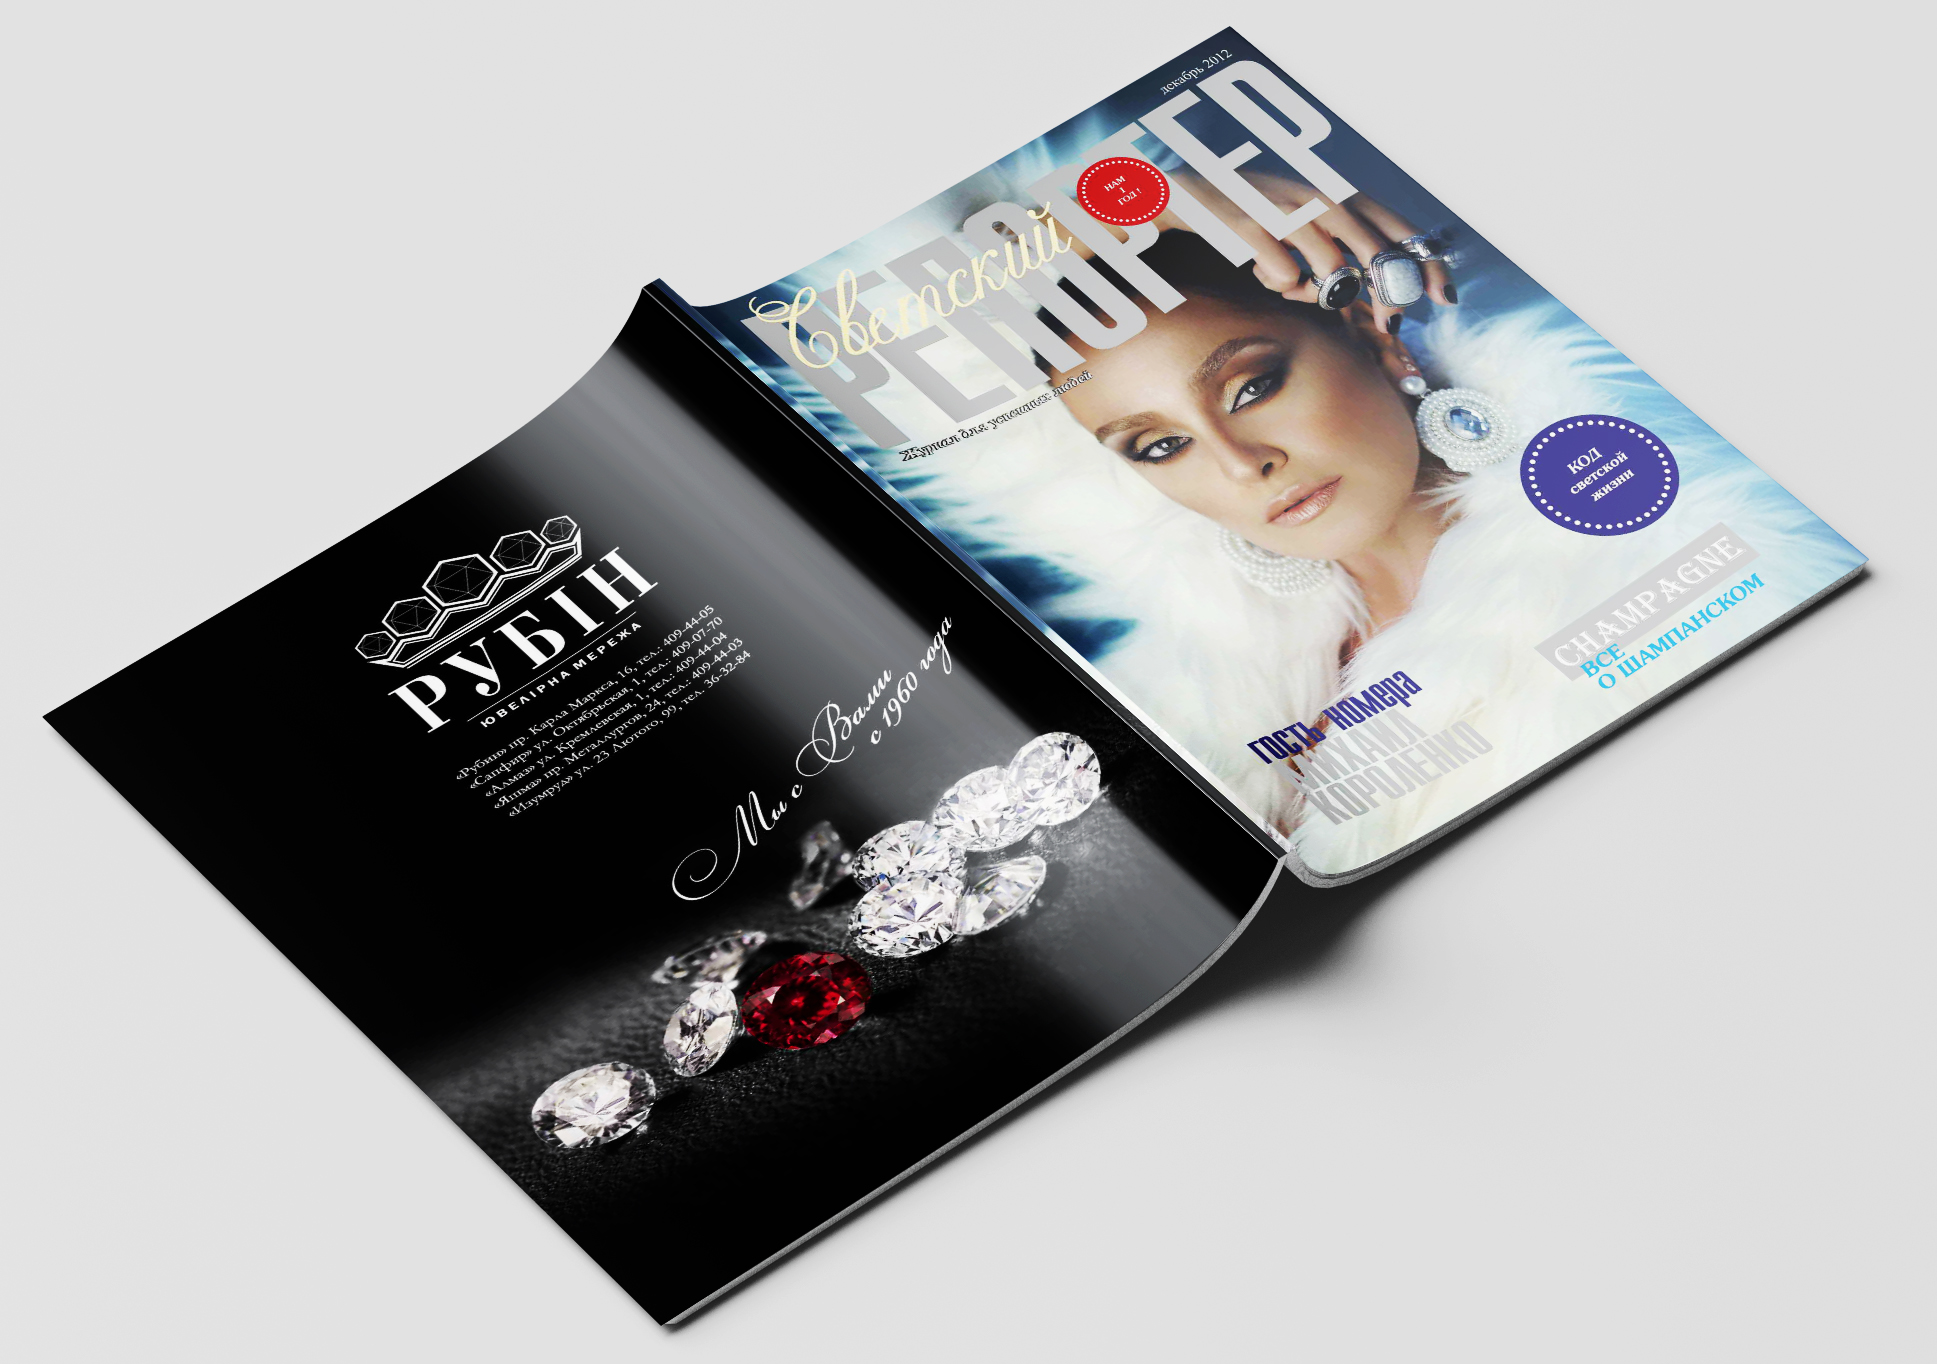 декабрь 2012
РЕПОРТЕР
Светский
НАМ
1
ГОД !
Журнал для успешных людей
КОД
светской
жизни
CHAMPAGNE
ВСЕ
О ШАМПАНСКОМ
ГОСТЬ номера
МИХАИЛ
КОРОЛЕНКО
РУБІН
ЮВЕЛІРНА МЕРЕЖА
«Рубин» пр. Карла Маркса, 16, тел.: 409-44-05
«Сапфир» ул. Октябрьская, 1, тел.: 409-07-70
«Алмаз» ул. Кремлевская, 1, тел.: 409-44-04
«Яшма» пр. Металлургов, 24, тел.: 409-44-03
«Изумруд» ул. 23 Лютого, 99, тел. 36-32-84
Мы с Вами
с 1960 года